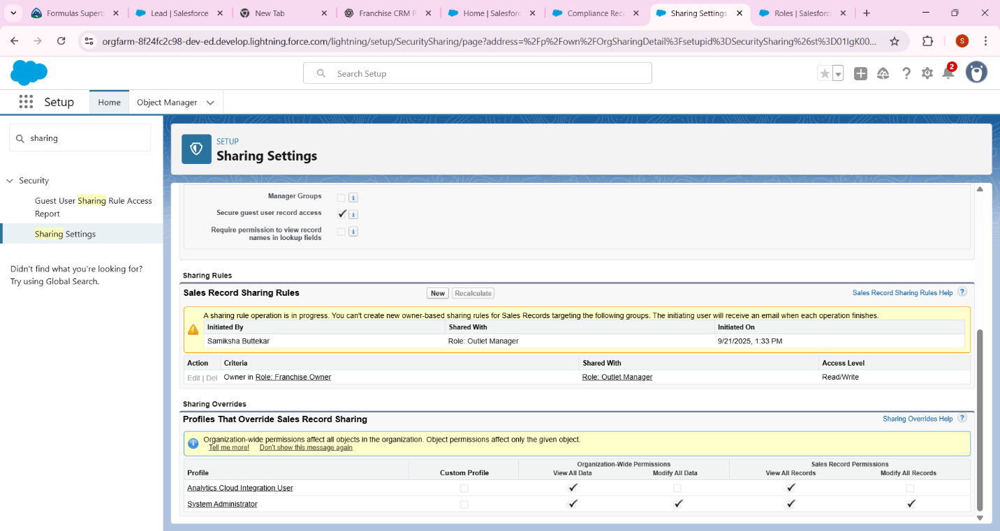 Formulas Superb
Lead | Salesforce
New Tab
Franchise CRM P
Home | Salesforc
Compliance Rec
Sharing Settings
Roles | Salesforc
orgfarm-8f24fc2c98-dev-ed.develop.lightning.force.com/lightning/setup/SecuritySharing/page?address=%2Fp%2Fown%2FOrgSharingDetail%3Fsetupid%3DSecuritySharing%26st%3D01IgK00...
S
Search Setup
2
Setup
Home
Object Manager
sharing
Security
Guest User Sharing Rule Access
Report
Sharing Settings
Didn't find what you're looking for?
Try using Global Search.
SETUP
Sharing Settings
Manager Groups
Secure guest user record access
Require permission to view record
names in lookup fields
Sharing Rules
Sales Record Sharing Rules
New
Recalculate
Sales Record Sharing Rules Help
A sharing rule operation is in progress. You can't create new owner-based sharing rules for Sales Records targeting the following groups. The initiating user will receive an email when each operation finishes.
Initiated By Shared With Initiated On
Samiksha Buttekar Role: Outlet Manager 9/21/2025, 1:33 PM
Action Criteria Shared With Access Level
Edit | Del Owner in Role: Franchise Owner Role: Outlet Manager Read/Write
Sharing Overrides
Profiles That Override Sales Record Sharing
Sharing Overrides Help
Organization-wide permissions affect all objects in the organization. Object permissions affect only the given object.
Tell me more! Don't show this message again
Organization-Wide Permissions Sales Record Permissions
Profile Custom Profile View All Data Modify All Data View All Records Modify All Records
Analytics Cloud Integration User
System Administrator